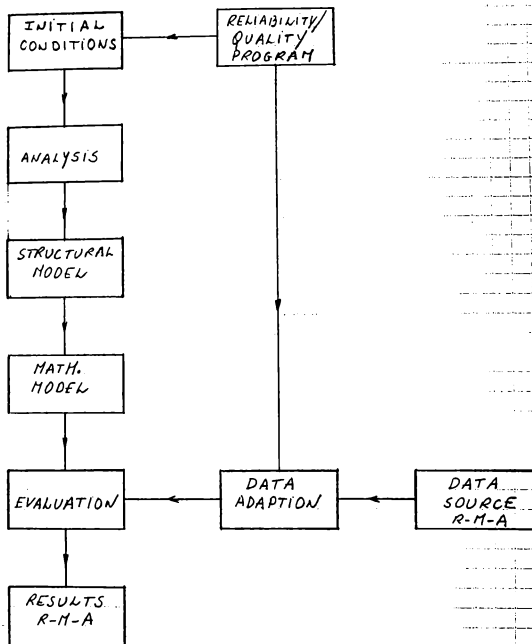 INITIAL
CONDITIONS
RELIABILITY/
QUALITY
PROGRAM
ANALYSIS
STRUCTURAL
MODEL
MATH.
MODEL
EVALUATION
DATA
ADAPTION
DATA
SOURCE
R-M-A
RESULTS
R-M-A